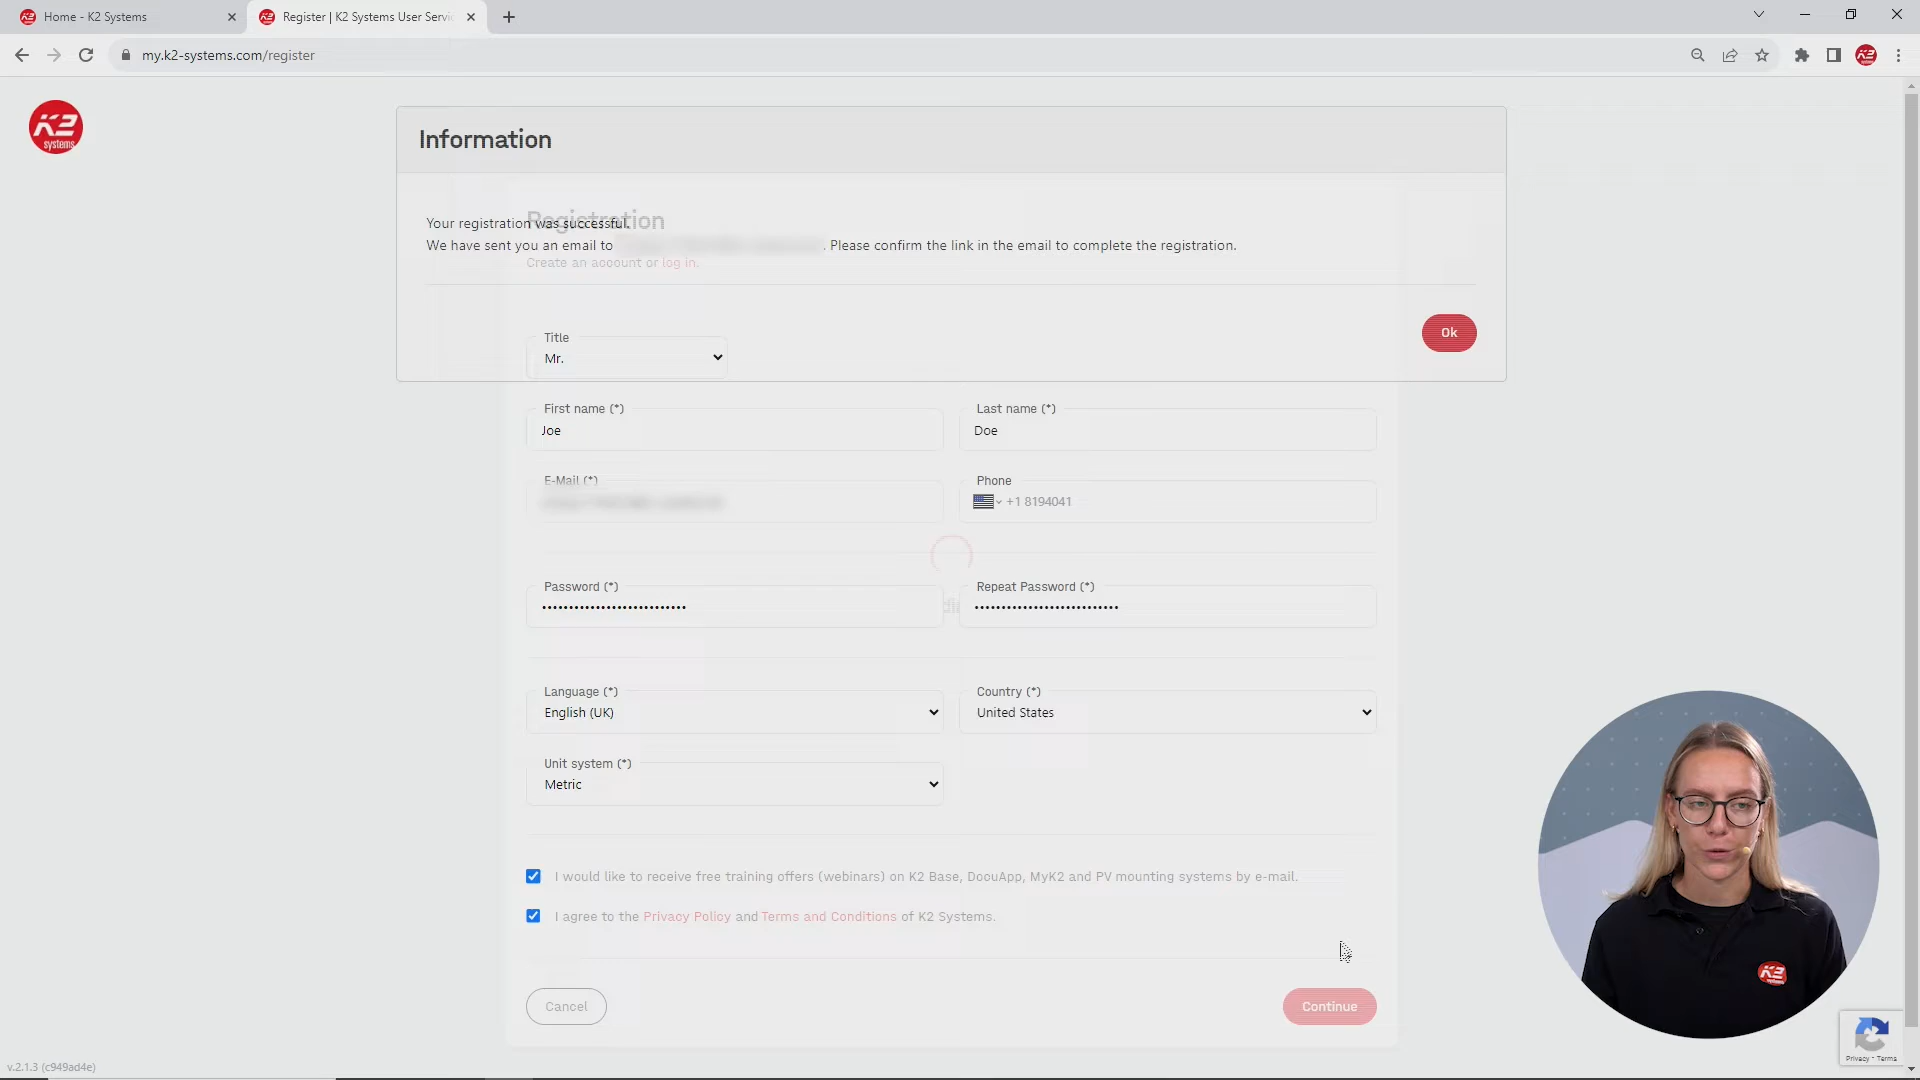 Home - K2 Systems
Register | K2 Systems User Servi
my.k2-systems.com/register
K2 systems
Information
Registration
Your registration was successful.
We have sent you an email to
. Please confirm the link in the email to complete the registration.
Create an account or log in.
Ok
Title
Mr.
First name (*)
Joe
Last name (*)
Doe
E-Mail (*)
Phone
+1 8194041
Password (*)
Repeat Password (*)
Language (*)
English (UK)
Country (*)
United States
Unit system (*)
Metric
I would like to receive free training offers (webinars) on K2 Base, DocuApp, MyK2 and PV mounting systems by e-mail.
I agree to the Privacy Policy and Terms and Conditions of K2 Systems.
Cancel
Continue
K2 systems
Privacy - Terms
v.2.1.3 (c949ad4e)